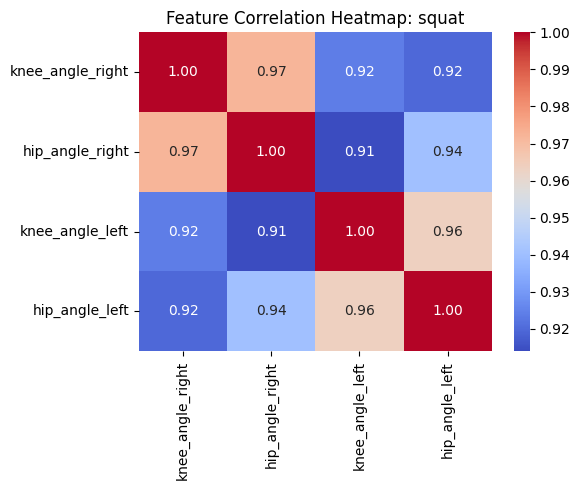 Feature Correlation Heatmap: squat
knee_angle_right 1.00 0.97 0.92 0.92
hip_angle_right 0.97 1.00 0.91 0.94
knee_angle_left 0.92 0.91 1.00 0.96
hip_angle_left 0.92 0.94 0.96 1.00
knee_angle_right
hip_angle_right
knee_angle_left
hip_angle_left
1.00
0.99
0.98
0.97
0.96
0.95
0.94
0.93
0.92